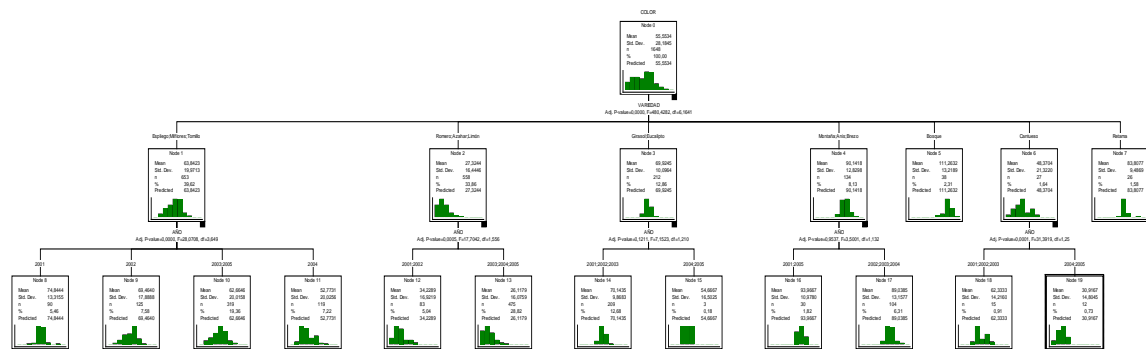 COLOR
Node 0
Mean 55,5534
Std. Dev. 28,1845
n 1649
% 100,00
Predicted 55,5534
VARIEDAD
Adj. P-value=0,0000, F=480,4282, df=6,1641
Espliego;Milflores;Tomillo
Node 1
Mean 63,8423
Std. Dev. 19,9713
n 653
% 39,62
Predicted 63,8423
Romero;Azahar;Limón
Node 2
Mean 27,3244
Std. Dev. 16,4446
n 558
% 33,86
Predicted 27,3244
Girasol;Eucalipto
Node 3
Mean 69,9245
Std. Dev. 10,0964
n 212
% 12,86
Predicted 69,9245
Montaña;Anis;Brezo
Node 4
Mean 90,1418
Std. Dev. 12,8298
n 134
% 8,13
Predicted 90,1418
Bosque
Node 5
Mean 111,2632
Std. Dev. 13,2189
n 38
% 2,31
Predicted 111,2632
Cantueso
Node 6
Mean 48,3704
Std. Dev. 21,3220
n 27
% 1,64
Predicted 48,3704
Retama
Node 7
Mean 83,8077
Std. Dev. 9,4869
n 26
% 1,58
Predicted 83,8077
AÑO
Adj. P-value=0,0000, F=28,0708, df=3,649
AÑO
Adj. P-value=0,0005, F=17,7042, df=1,556
AÑO
Adj. P-value=0,1211, F=7,1523, df=1,210
AÑO
Adj. P-value=0,9537, F=3,5001, df=1,132
AÑO
Adj. P-value=0,0001, F=31,3919, df=1,25
2001
Node 8
Mean 74,8444
Std. Dev. 13,3155
n 90
% 5,46
Predicted 74,8444
2002
Node 9
Mean 69,4640
Std. Dev. 17,8888
n 125
% 7,58
Predicted 69,4640
2003;2005
Node 10
Mean 62,6646
Std. Dev. 20,0159
n 319
% 19,36
Predicted 62,6646
2004
Node 11
Mean 52,7731
Std. Dev. 20,0256
n 119
% 7,22
Predicted 52,7731
2001;2002
Node 12
Mean 34,2289
Std. Dev. 16,9219
n 83
% 5,04
Predicted 34,2289
2003;2004;2005
Node 13
Mean 26,1179
Std. Dev. 16,0759
n 475
% 28,82
Predicted 26,1179
2001;2002;2003
Node 14
Mean 70,1435
Std. Dev. 9,8683
n 209
% 12,68
Predicted 70,1435
2004;2005
Node 15
Mean 54,6667
Std. Dev. 16,5025
n 3
% 0,18
Predicted 54,6667
2001;2005
Node 16
Mean 93,9667
Std. Dev. 10,9780
n 30
% 1,82
Predicted 93,9667
2002;2003;2004
Node 17
Mean 89,0385
Std. Dev. 13,1577
n 104
% 6,31
Predicted 89,0385
2001;2002;2003
Node 18
Mean 62,3333
Std. Dev. 14,2160
n 15
% 0,91
Predicted 62,3333
2004;2005
Node 19
Mean 30,9167
Std. Dev. 14,8045
n 12
% 0,73
Predicted 30,9167